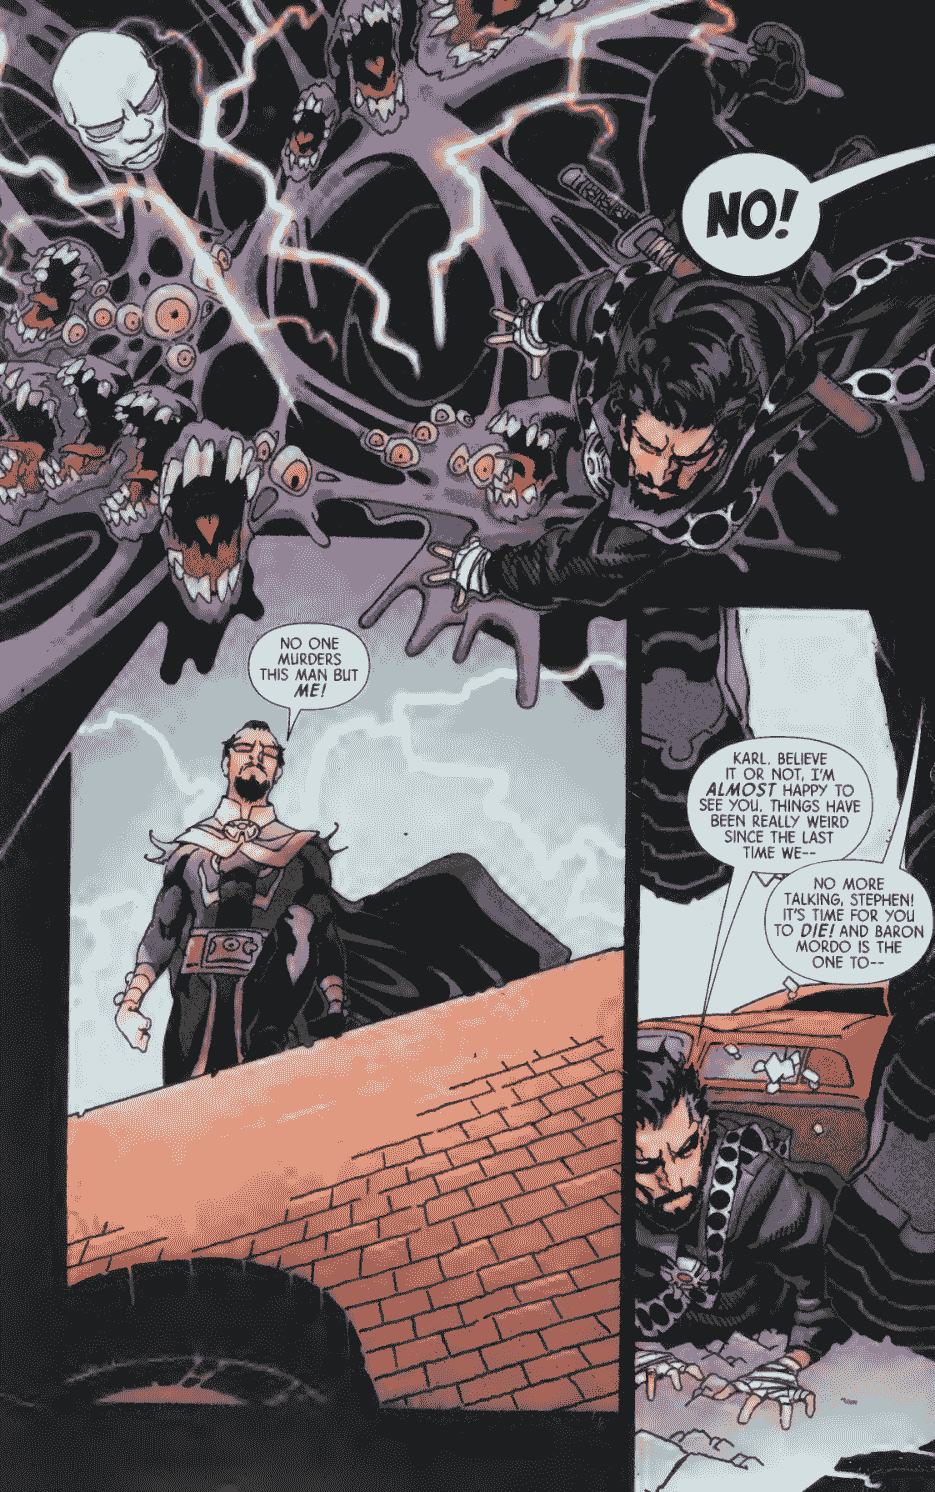 NO!
NO ONE
MURDERS
THIS MAN BUT
ME!
KARL. BELIEVE
IT OR NOT, I'M
ALMOST HAPPY TO
SEE YOU. THINGS HAVE
BEEN REALLY WEIRD
SINCE THE LAST
TIME WE--
NO MORE
TALKING, STEPHEN!
IT'S TIME FOR YOU
TO DIE! AND BARON
MORDO IS THE
ONE TO--